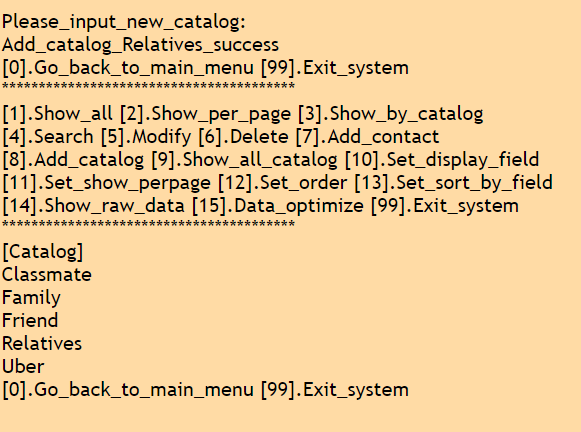 Please_input_new_catalog:
Add_catalog_Relatives_success
[0].Go_back_to_main_menu [99].Exit_system
***************************************
[1].Show_all [2].Show_per_page [3].Show_by_catalog
[4].Search [5].Modify [6].Delete [7].Add_contact
[8].Add_catalog [9].Show_all_catalog [10].Set_display_field
[11].Set_show_perpage [12].Set_order [13].Set_sort_by_field
[14].Show_raw_data [15].Data_optimize [99].Exit_system
***************************************
[Catalog]
Classmate
Family
Friend
Relatives
Uber
[0].Go_back_to_main_menu [99].Exit_system